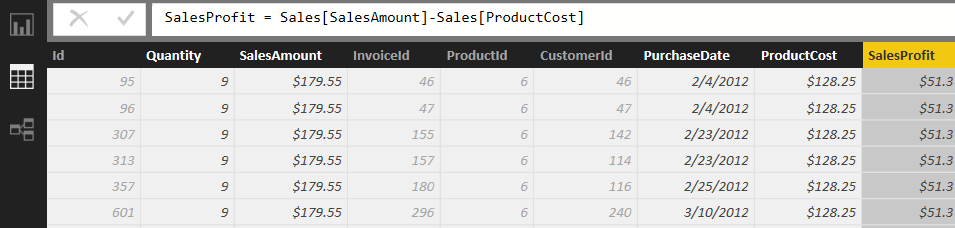 SalesProfit = Sales[SalesAmount]-Sales[ProductCost]
Id Quantity SalesAmount InvoiceId ProductId CustomerId PurchaseDate ProductCost SalesProfit
95 9 $179.55 46 6 46 2/4/2012 $128.25 $51.3
96 9 $179.55 47 6 47 2/4/2012 $128.25 $51.3
307 9 $179.55 155 6 142 2/23/2012 $128.25 $51.3
313 9 $179.55 157 6 114 2/23/2012 $128.25 $51.3
357 9 $179.55 180 6 116 2/25/2012 $128.25 $51.3
601 9 $179.55 296 6 240 3/10/2012 $128.25 $51.3